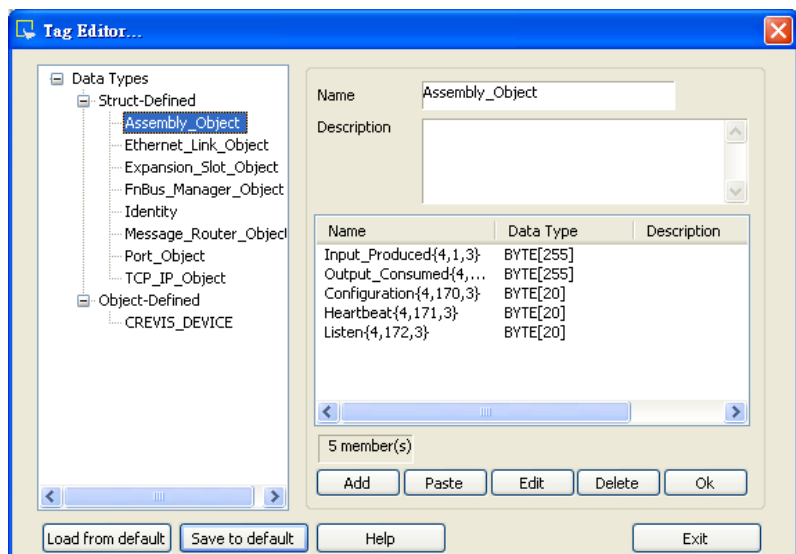 Tag Editor...
Data Types
Struct-Defined
Assembly_Object
Ethernet_Link_Object
Expansion_Slot_Object
FnBus_Manager_Object
Identity
Message_Router_Objec
Port_Object
TCP_IP_Object
Object-Defined
CREVIS_DEVICE
Name Assembly_Object
Description
Name Data Type Description
Input_Produced{4,1,3} BYTE[255]
Output_Consumed{4,... BYTE[255]
Configuration{4,170,3} BYTE[20]
Heartbeat{4,171,3} BYTE[20]
Listen{4,172,3} BYTE[20]
5 member(s)
Add Paste Edit Delete Ok
Load from default Save to default Help Exit